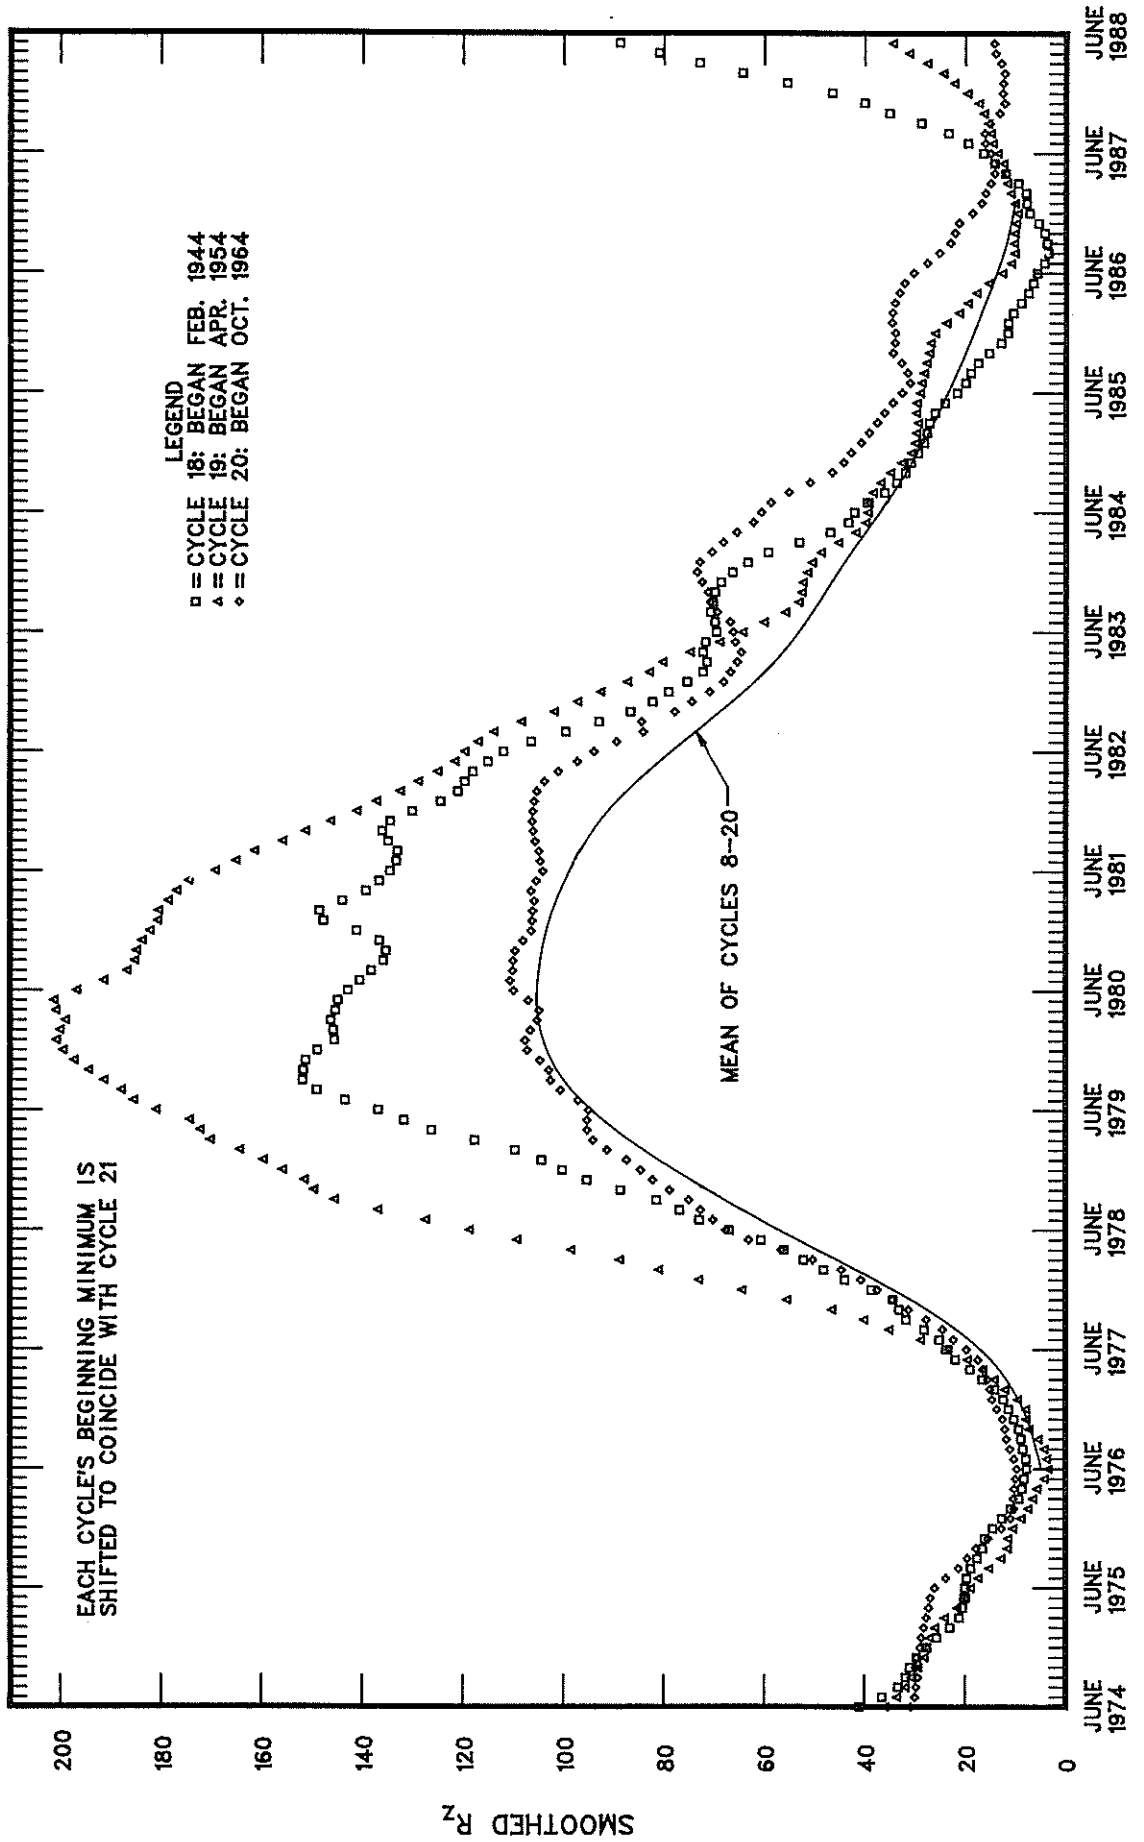 EACH CYCLE'S BEGINNING MINIMUM IS
SHIFTED TO COINCIDE WITH CYCLE 21
LEGEND
□ = CYCLE 18: BEGAN FEB. 1944
△ = CYCLE 19: BEGAN APR. 1954
◇ = CYCLE 20: BEGAN OCT. 1964
MEAN OF CYCLES 8-20
SMOOTHED Rz
200
180
160
140
120
100
80
60
40
20
0
JUNE 1974
JUNE 1975
JUNE 1976
JUNE 1977
JUNE 1978
JUNE 1979
JUNE 1980
JUNE 1981
JUNE 1982
JUNE 1983
JUNE 1984
JUNE 1985
JUNE 1986
JUNE 1987
JUNE 1988